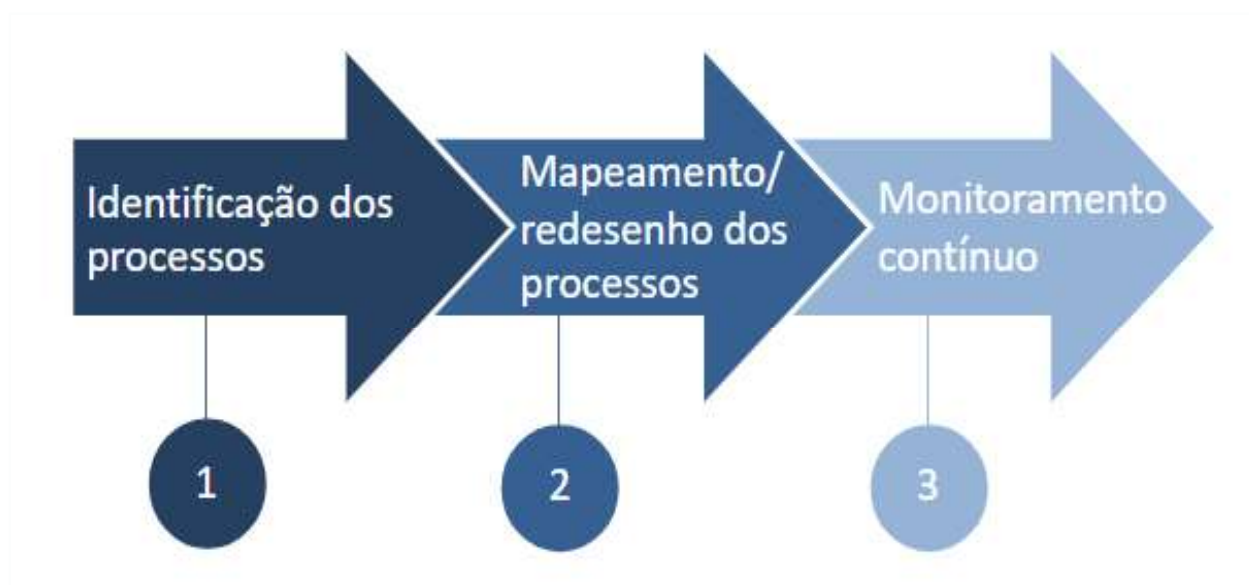 Identificação dos
processos
Mapeamento/
redesenho dos
processos
Monitoramento
contínuo
1
2
3